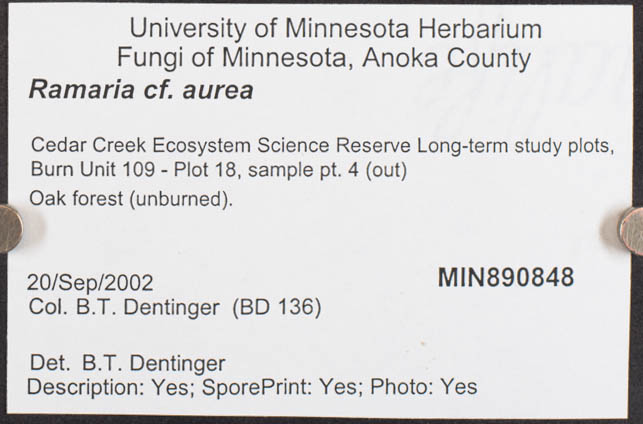 University of Minnesota Herbarium
Fungi of Minnesota, Anoka County
Ramaria cf. aurea
Cedar Creek Ecosystem Science Reserve Long-term study plots,
Burn Unit 109 - Plot 18, sample pt. 4 (out)
Oak forest (unburned).
20/Sep/2002
MIN890848
Col. B.T. Dentinger (BD 136)
Det. B.T. Dentinger
Description: Yes; SporePrint: Yes; Photo: Yes